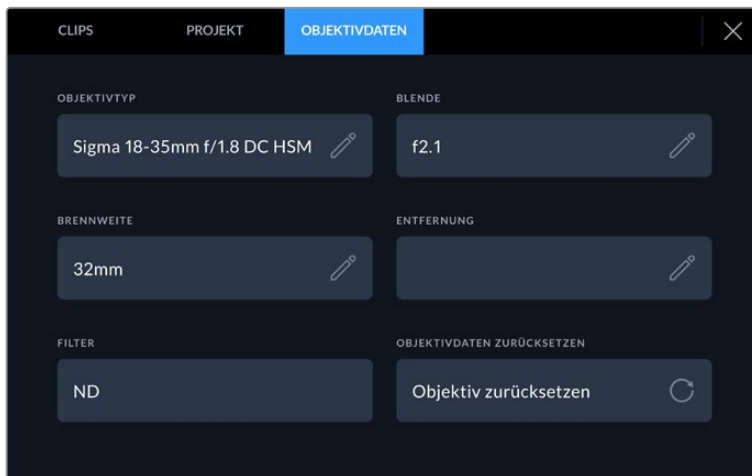 CLIPS PROJEKT OBJEKTIVDATEN
OBJEKTIVTYP BLENDE
Sigma 18-35mm f/1.8 DC HSM f2.1
BRENNWEITE ENTFERNUNG
32mm
FILTER OBJEKTIVDATEN ZURÜCKSETZEN
ND Objektiv zurücksetzen